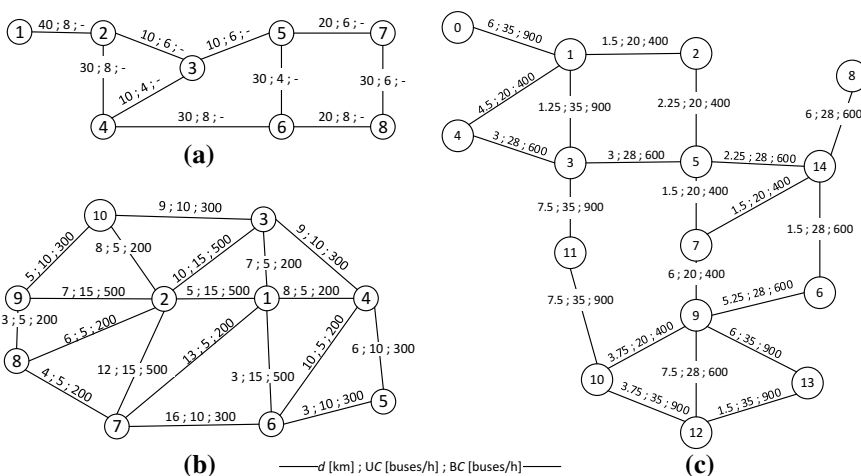 40 ; 8 ; -
10 ; 6 ; -
10 ; 6 ; -
20 ; 6 ; -
1
2
5
7
3
30 ; 8 ; -
10 ; 4 ; -
30 ; 4 ; -
30 ; 6 ; -
4
30 ; 8 ; -
6
20 ; 8 ; -
8
(a)
10
9 ; 10 ; 300
3
5 ; 10 ; 300
8 ; 5 ; 200
10 ; 15 ; 500
7 ; 5 ; 200
9 ; 10 ; 300
9
7 ; 15 ; 500
2
5 ; 15 ; 500
1
8 ; 5 ; 200
4
3 ; 5 ; 200
6 ; 5 ; 200
8
12 ; 15 ; 500
13 ; 5 ; 200
3 ; 15 ; 500
10 ; 5 ; 200
6 ; 10 ; 300
4 ; 5 ; 200
7
16 ; 10 ; 300
6
3 ; 10 ; 300
5
(b)
0
6 ; 35 ; 900
1
1.5 ; 20 ; 400
2
8
4.5 ; 20 ; 400
1.25 ; 35 ; 900
2.25 ; 20 ; 400
6 ; 28 ; 600
4
3 ; 28 ; 600
3
3 ; 28 ; 600
5
2.25 ; 28 ; 600
14
7.5 ; 35 ; 900
1.5 ; 20 ; 400
1.5 ; 20 ; 400
1.5 ; 28 ; 600
11
7
7.5 ; 35 ; 900
6 ; 20 ; 400
9
5.25 ; 28 ; 600
6
3.75 ; 20 ; 400
6 ; 35 ; 900
10
7.5 ; 28 ; 600
13
3.75 ; 35 ; 900
1.5 ; 35 ; 900
12
(c)
d [km] ; UC [buses/h] ; BC [buses/h]